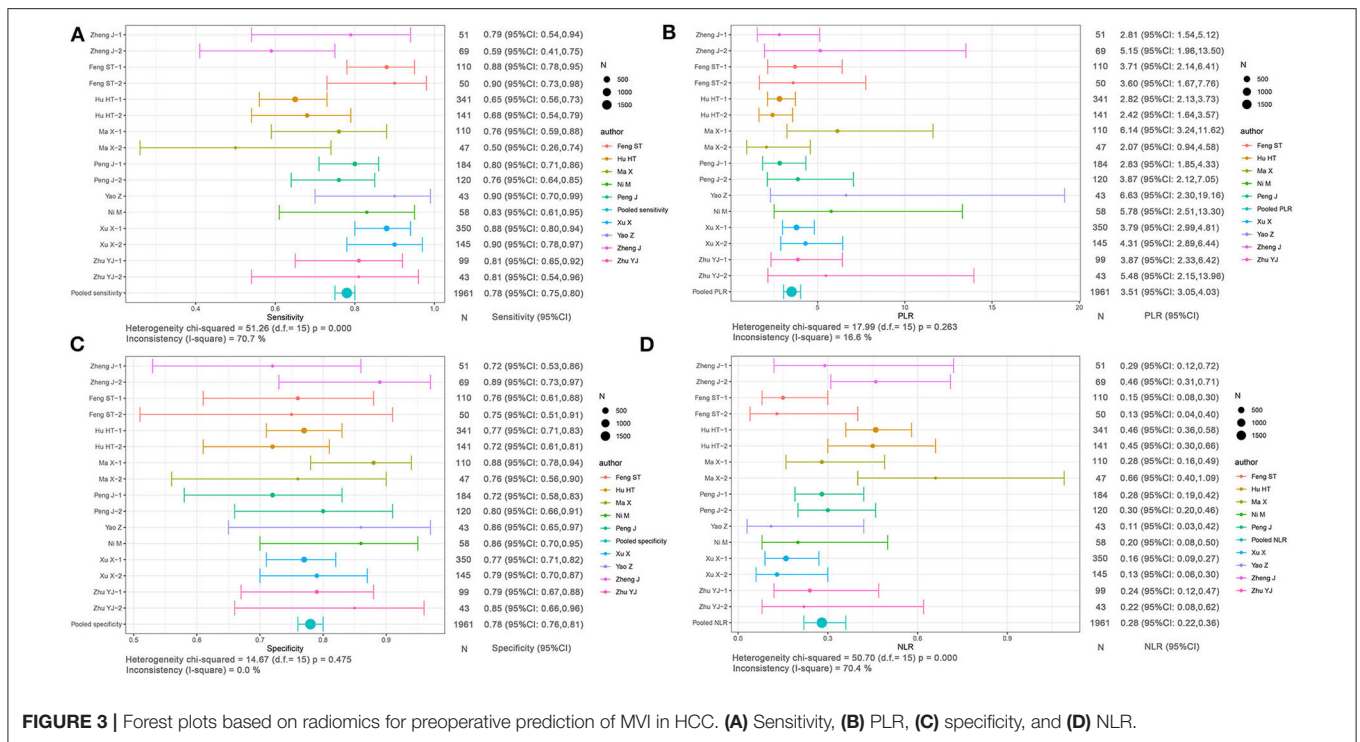 A
Zheng J-1
Zheng J-2
Feng ST-1
Feng ST-2
Hu HT-1
Hu HT-2
Ma X-1
Ma X-2
Peng J-1
Peng J-2
Yao Z
Ni M
Xu X-1
Xu X-2
Zhu YJ-1
Zhu YJ-2
Pooled sensitivity
0.4 0.6 0.8 1.0
Sensitivity
51 0.79 (95%CI: 0.54,0.94)
69 0.59 (95%CI: 0.41,0.75)
110 0.88 (95%CI: 0.78,0.95)
50 0.90 (95%CI: 0.73,0.98)
341 0.65 (95%CI: 0.56,0.73)
141 0.68 (95%CI: 0.54,0.79)
110 0.76 (95%CI: 0.59,0.88)
47 0.50 (95%CI: 0.26,0.74)
184 0.80 (95%CI: 0.71,0.86)
120 0.76 (95%CI: 0.64,0.85)
43 0.90 (95%CI: 0.70,0.99)
58 0.83 (95%CI: 0.61,0.95)
350 0.88 (95%CI: 0.80,0.94)
145 0.90 (95%CI: 0.78,0.97)
99 0.81 (95%CI: 0.65,0.92)
43 0.81 (95%CI: 0.54,0.96)
1961 0.78 (95%CI: 0.75,0.80)
N Sensitivity (95%CI)
Heterogeneity chi-squared = 51.26 (d.f.= 15) p = 0.000
Inconsistency (I-square) = 70.7 %
N
500
1000
1500
author
Feng ST
Hu HT
Ma X
Ni M
Peng J
Pooled sensitivity
Xu X
Yao Z
Zheng J
Zhu YJ
B
Zheng J-1
Zheng J-2
Feng ST-1
Feng ST-2
Hu HT-1
Hu HT-2
Ma X-1
Ma X-2
Peng J-1
Peng J-2
Yao Z
Ni M
Xu X-1
Xu X-2
Zhu YJ-1
Zhu YJ-2
Pooled PLR
5 10 15 20
PLR
51 2.81 (95%CI: 1.54,5.12)
69 5.15 (95%CI: 1.96,13.50)
110 3.71 (95%CI: 2.14,6.41)
50 3.60 (95%CI: 1.67,7.76)
341 2.82 (95%CI: 2.13,3.73)
141 2.42 (95%CI: 1.64,3.57)
110 6.14 (95%CI: 3.24,11.62)
47 2.07 (95%CI: 0.94,4.58)
184 2.83 (95%CI: 1.85,4.33)
120 3.87 (95%CI: 2.12,7.05)
43 6.63 (95%CI: 2.30,19.16)
58 5.78 (95%CI: 2.51,13.30)
350 3.79 (95%CI: 2.99,4.81)
145 4.31 (95%CI: 2.89,6.44)
99 3.87 (95%CI: 2.33,6.42)
43 5.48 (95%CI: 2.15,13.96)
1961 3.51 (95%CI: 3.05,4.03)
N PLR (95%CI)
Heterogeneity chi-squared = 17.99 (d.f.= 15) p = 0.263
Inconsistency (I-square) = 16.6 %
N
500
1000
1500
author
Feng ST
Hu HT
Ma X
Ni M
Peng J
Pooled PLR
Xu X
Yao Z
Zheng J
Zhu YJ
C
Zheng J-1
Zheng J-2
Feng ST-1
Feng ST-2
Hu HT-1
Hu HT-2
Ma X-1
Ma X-2
Peng J-1
Peng J-2
Yao Z
Ni M
Xu X-1
Xu X-2
Zhu YJ-1
Zhu YJ-2
Pooled specificity
0.5 0.6 0.7 0.8 0.9
Specificity
51 0.72 (95%CI: 0.53,0.86)
69 0.89 (95%CI: 0.73,0.97)
110 0.76 (95%CI: 0.61,0.88)
50 0.75 (95%CI: 0.51,0.91)
341 0.77 (95%CI: 0.71,0.83)
141 0.72 (95%CI: 0.61,0.81)
110 0.88 (95%CI: 0.78,0.94)
47 0.76 (95%CI: 0.56,0.90)
184 0.72 (95%CI: 0.58,0.83)
120 0.80 (95%CI: 0.66,0.91)
43 0.86 (95%CI: 0.65,0.97)
58 0.86 (95%CI: 0.70,0.95)
350 0.77 (95%CI: 0.71,0.82)
145 0.79 (95%CI: 0.70,0.87)
99 0.79 (95%CI: 0.67,0.88)
43 0.85 (95%CI: 0.66,0.96)
1961 0.78 (95%CI: 0.76,0.81)
N Specificity (95%CI)
Heterogeneity chi-squared = 14.67 (d.f.= 15) p = 0.475
Inconsistency (I-square) = 0.0 %
N
500
1000
1500
author
Feng ST
Hu HT
Ma X
Ni M
Peng J
Pooled specificity
Xu X
Yao Z
Zheng J
Zhu YJ
D
Zheng J-1
Zheng J-2
Feng ST-1
Feng ST-2
Hu HT-1
Hu HT-2
Ma X-1
Ma X-2
Peng J-1
Peng J-2
Yao Z
Ni M
Xu X-1
Xu X-2
Zhu YJ-1
Zhu YJ-2
Pooled NLR
0.0 0.3 0.6 0.9
NLR
51 0.29 (95%CI: 0.12,0.72)
69 0.46 (95%CI: 0.31,0.71)
110 0.15 (95%CI: 0.08,0.30)
50 0.13 (95%CI: 0.04,0.40)
341 0.46 (95%CI: 0.36,0.58)
141 0.45 (95%CI: 0.30,0.66)
110 0.28 (95%CI: 0.16,0.49)
47 0.66 (95%CI: 0.40,1.09)
184 0.28 (95%CI: 0.19,0.42)
120 0.30 (95%CI: 0.20,0.46)
43 0.11 (95%CI: 0.03,0.42)
58 0.20 (95%CI: 0.08,0.50)
350 0.16 (95%CI: 0.09,0.27)
145 0.13 (95%CI: 0.06,0.30)
99 0.24 (95%CI: 0.12,0.47)
43 0.22 (95%CI: 0.08,0.62)
1961 0.28 (95%CI: 0.22,0.36)
N NLR (95%CI)
Heterogeneity chi-squared = 50.70 (d.f.= 15) p = 0.000
Inconsistency (I-square) = 70.4 %
N
500
1000
1500
author
Feng ST
Hu HT
Ma X
Ni M
Peng J
Pooled NLR
Xu X
Yao Z
Zheng J
Zhu YJ
FIGURE 3 | Forest plots based on radiomics for preoperative prediction of MVI in HCC. (A) Sensitivity, (B) PLR, (C) specificity, and (D) NLR.